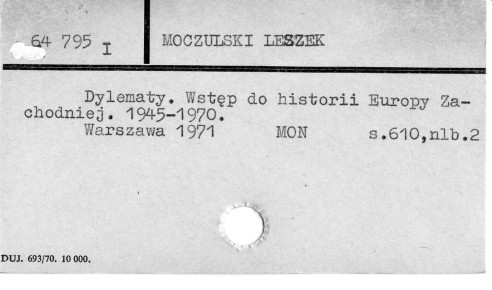 64 795 I MOCZULSKI LESZEK
Dylematy. Wstęp do historii Europy Za-
chodniej. 1945-1970.
Warszawa 1971 MON s.610,nlb.2
DUJ. 693/70. 10 000.